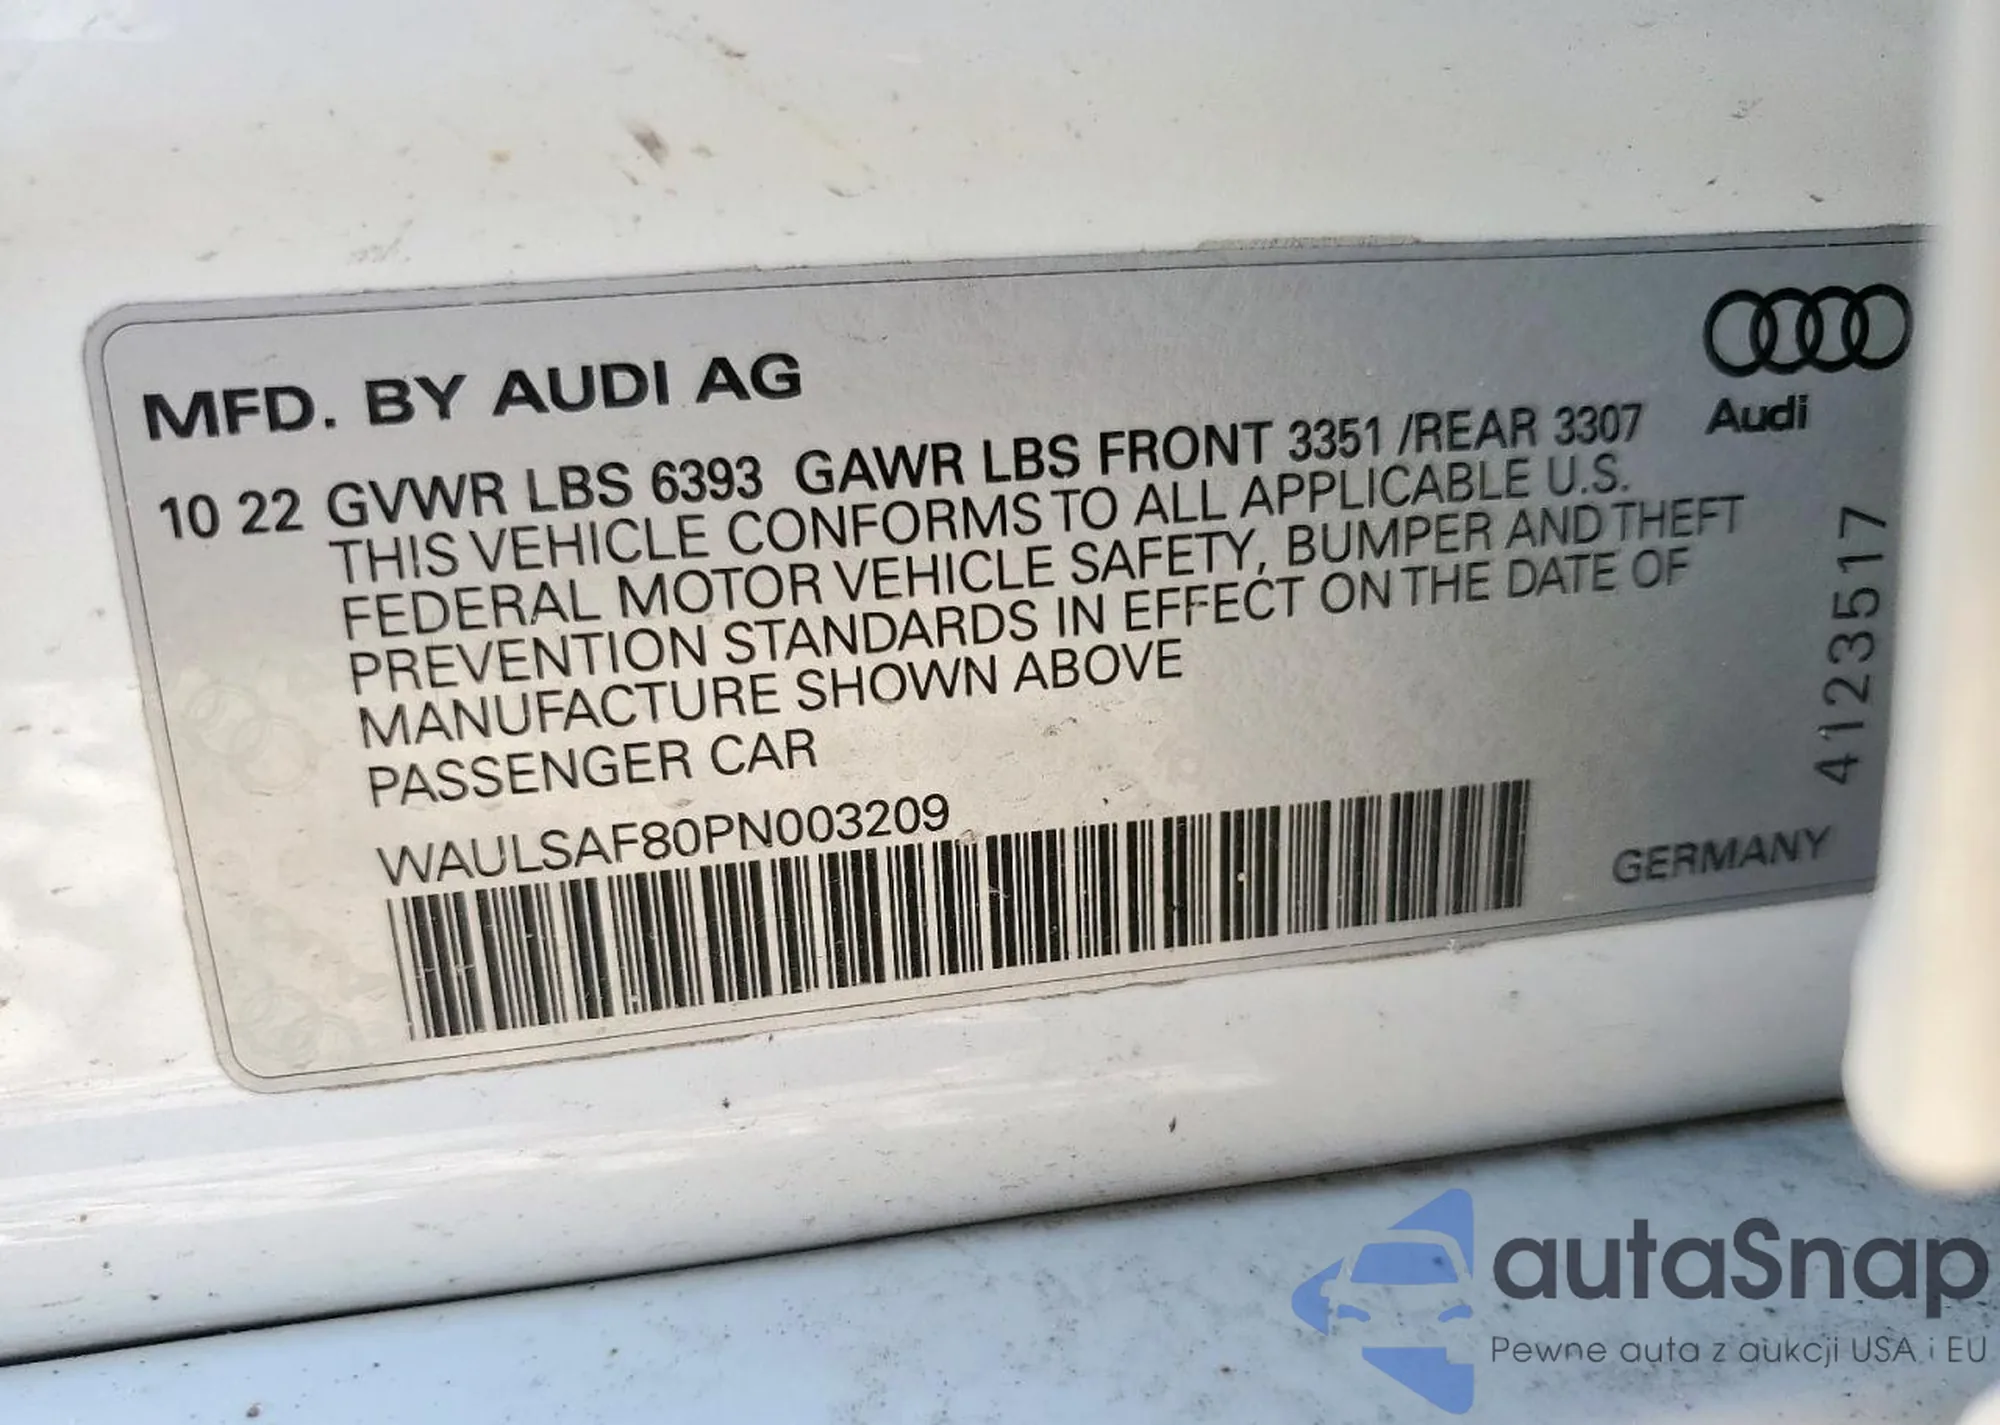 MFD. BY AUDI AG
Audi
10 22 GVWR LBS 6393 GAWR LBS FRONT 3351 /REAR 3307
THIS VEHICLE CONFORMS TO ALL APPLICABLE U.S.
FEDERAL MOTOR VEHICLE SAFETY, BUMPER AND THEFT
PREVENTION STANDARDS IN EFFECT ON THE DATE OF
MANUFACTURE SHOWN ABOVE
PASSENGER CAR
WAULSAF80PN003209
GERMANY
4123517
autaSnap
Pewne auta z aukcji USA i EU